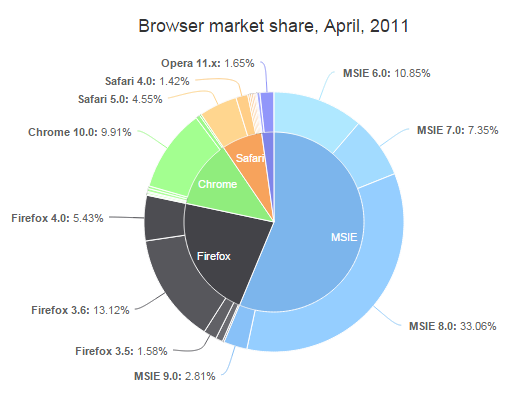 Browser market share, April, 2011
Opera 11.x: 1.65%
Safari 4.0: 1.42%
Safari 5.0: 4.55%
Chrome 10.0: 9.91%
Firefox 4.0: 5.43%
Firefox 3.6: 13.12%
Firefox 3.5: 1.58%
MSIE 9.0: 2.81%
MSIE 6.0: 10.85%
MSIE 7.0: 7.35%
MSIE 8.0: 33.06%
Safari
Chrome
Firefox
MSIE